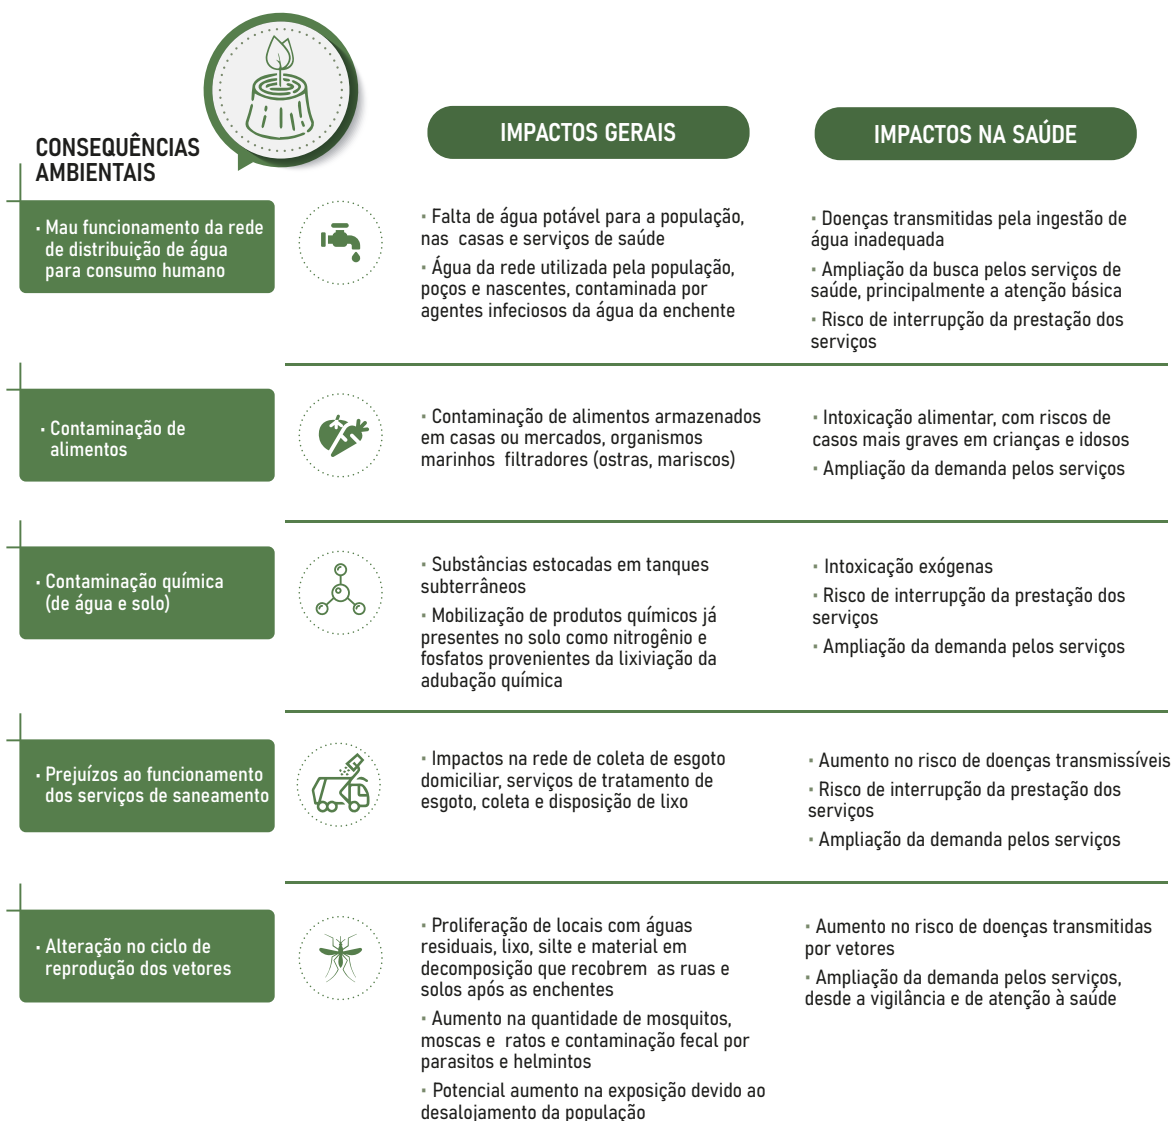 CONSEQUÊNCIAS
AMBIENTAIS
IMPACTOS GERAIS
IMPACTOS NA SAÚDE
· Mau funcionamento da rede
de distribuição de água
para consumo humano
· Falta de água potável para a população,
nas casas e serviços de saúde
· Água da rede utilizada pela população,
poços e nascentes, contaminada por
agentes infeciosos da água da enchente
· Doenças transmitidas pela ingestão de
água inadequada
· Ampliação da busca pelos serviços de
saúde, principalmente a atenção básica
· Risco de interrupção da prestação dos
serviços
· Contaminação de
alimentos
· Contaminação de alimentos armazenados
em casas ou mercados, organismos
marinhos filtradores (ostras, mariscos)
· Intoxicação alimentar, com riscos de
casos mais graves em crianças e idosos
· Ampliação da demanda pelos serviços
· Contaminação química
(de água e solo)
· Substâncias estocadas em tanques
subterrâneos
· Mobilização de produtos químicos já
presentes no solo como nitrogênio e
fosfatos provenientes da lixiviação da
adubação química
· Intoxicação exógenas
· Risco de interrupção da prestação dos
serviços
· Ampliação da demanda pelos serviços
· Prejuízos ao funcionamento
dos serviços de saneamento
· Impactos na rede de coleta de esgoto
domiciliar, serviços de tratamento de
esgoto, coleta e disposição de lixo
· Aumento no risco de doenças transmissíveis
· Risco de interrupção da prestação dos
serviços
· Ampliação da demanda pelos serviços
· Alteração no ciclo de
reprodução dos vetores
· Proliferação de locais com águas
residuais, lixo, silte e material em
decomposição que recobrem as ruas e
solos após as enchentes
· Aumento na quantidade de mosquitos,
moscas e ratos e contaminação fecal por
parasitos e helmintos
· Potencial aumento na exposição devido ao
desalojamento da população
· Aumento no risco de doenças transmitidas
por vetores
· Ampliação da demanda pelos serviços,
desde a vigilância e de atenção à saúde